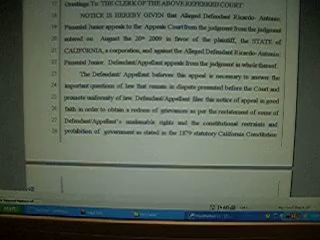 Greetings To: THE CLERK OF THE ABOVE REFERRED COURT
NOTICE IS HEREBY GIVEN that Alleged Defendant Ricardo Antonio
Pimentel Junior appeals to the Appeals Court from the judgment from the judgment
entered on August 20th 2009 in favor of the plaintiff, the STATE of
CALIFORNIA, a corporation, and against the Alleged Defendant Ricardo Antonio
Pimentel Junior. Defendant/Appellant appeals from the judgment in whole thereof.
The Defendant/Appellant believes this appeal is necessary to answer the
important questions of law that remain in dispute presented before the Court and
promote uniformity of law. Defendant/Appellant files this notice of appeal in good
faith in order to obtain a redress of grievances as per the restatement of some of
Defendant/Appellant's unalienable rights and the constitutional restraints and
prohibition of government as stated in the 1879 statutory California Constitution